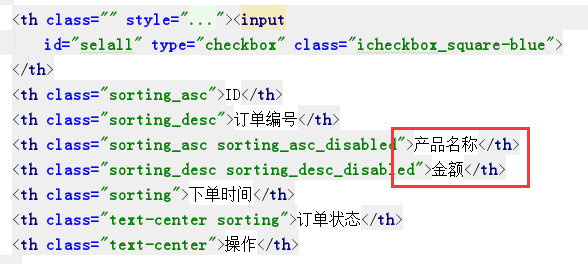 <th class="" style="..."><input
id="selall" type="checkbox" class="icheckbox_square-blue">
</th>
<th class="sorting_asc">ID</th>
<th class="sorting_desc">订单编号</th>
<th class="sorting_asc sorting_asc_disabled">产品名称</th>
<th class="sorting_desc sorting_desc_disabled">金额</th>
<th class="sorting">下单时间</th>
<th class="text-center sorting">订单状态</th>
<th class="text-center">操作</th>